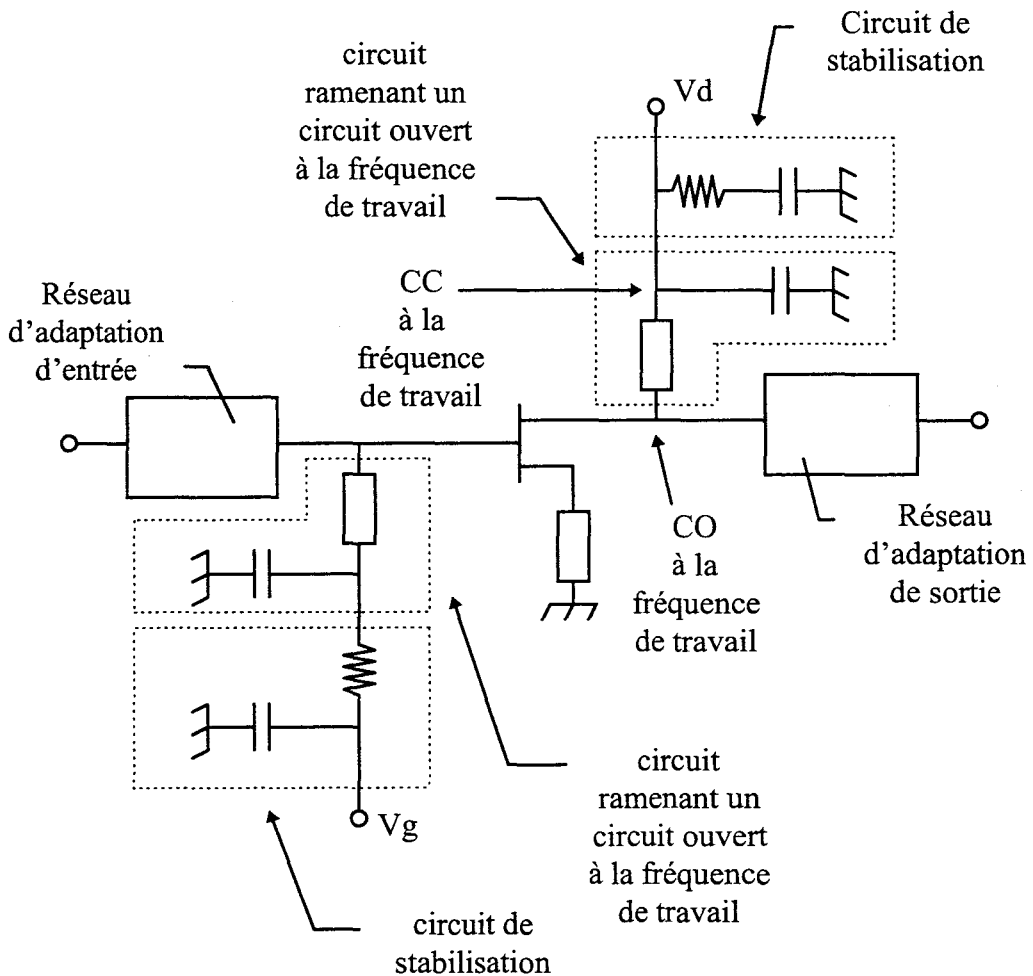 Circuit de
stabilisation
circuit
ramenant un
circuit ouvert
à la fréquence
de travail
Vd
CC
à la
fréquence
de travail
Réseau
d'adaptation
d'entrée
CO
à la
fréquence
de travail
Réseau
d'adaptation
de sortie
Vg
circuit
ramenant un
circuit ouvert
à la fréquence
de travail
circuit de
stabilisation